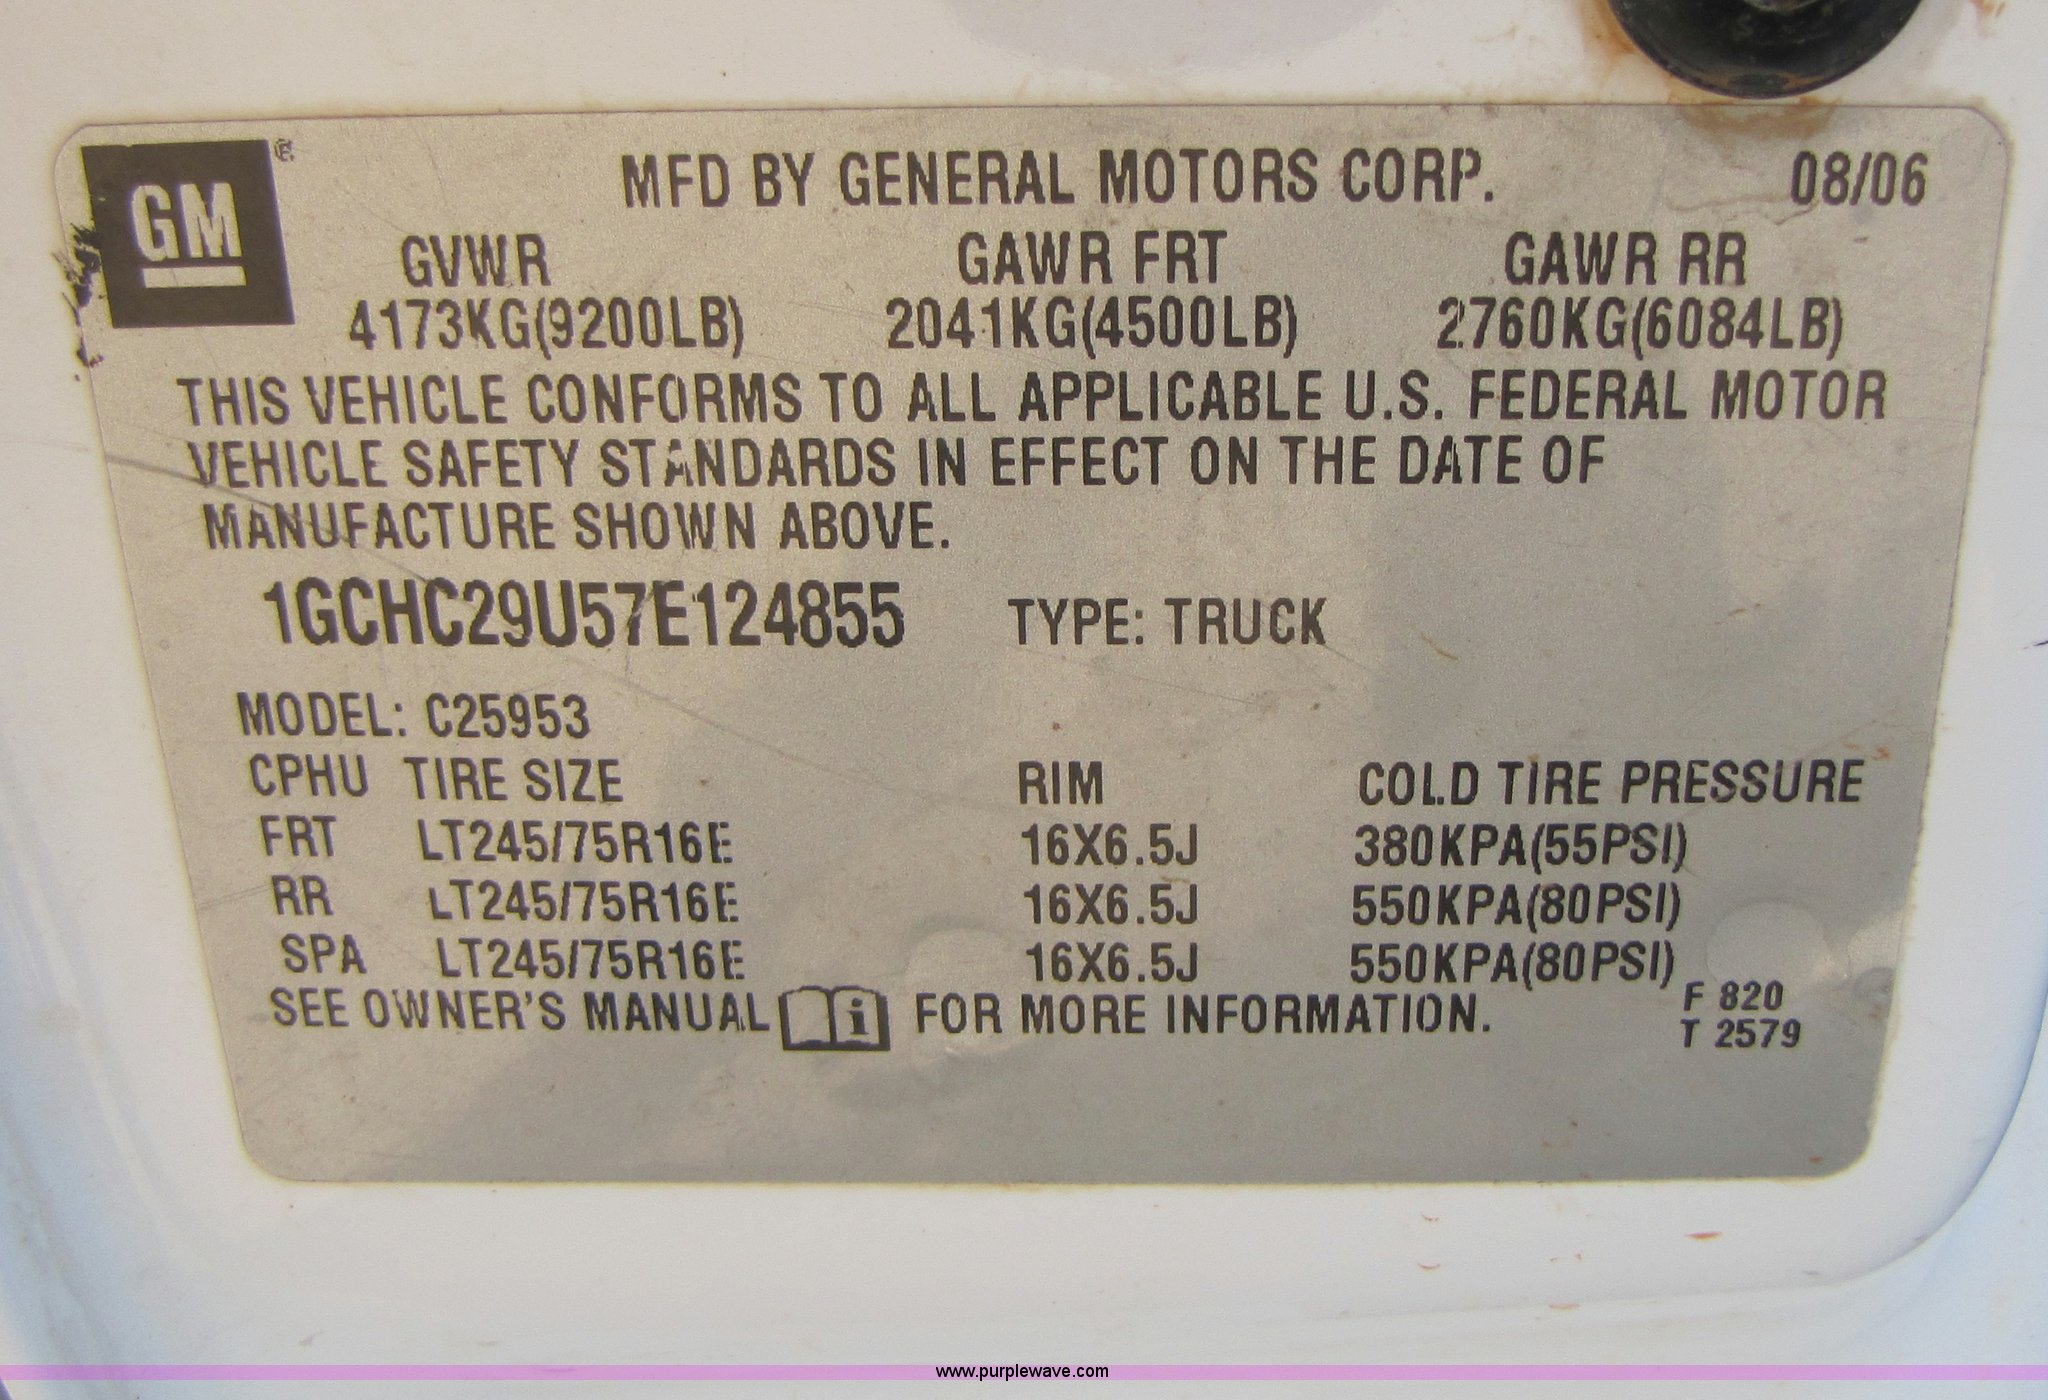 GM
MFD BY GENERAL MOTORS CORP. 08/06
GVWR GAWR FRT GAWR RR
4173KG(9200LB) 2041KG(4500LB) 2760KG(6084LB)
THIS VEHICLE CONFORMS TO ALL APPLICABLE U.S. FEDERAL MOTOR
VEHICLE SAFETY STANDARDS IN EFFECT ON THE DATE OF
MANUFACTURE SHOWN ABOVE.
1GCHC29U57E124855 TYPE: TRUCK
MODEL: C25953
CPHU TIRE SIZE RIM COLD TIRE PRESSURE
FRT LT245/75R16E 16X6.5J 380KPA(55PSI)
RR LT245/75R16E 16X6.5J 550KPA(80PSI)
SPA LT245/75R16E 16X6.5J 550KPA(80PSI)
SEE OWNER'S MANUAL i FOR MORE INFORMATION.
F 820
T 2579
www.purplewave.com